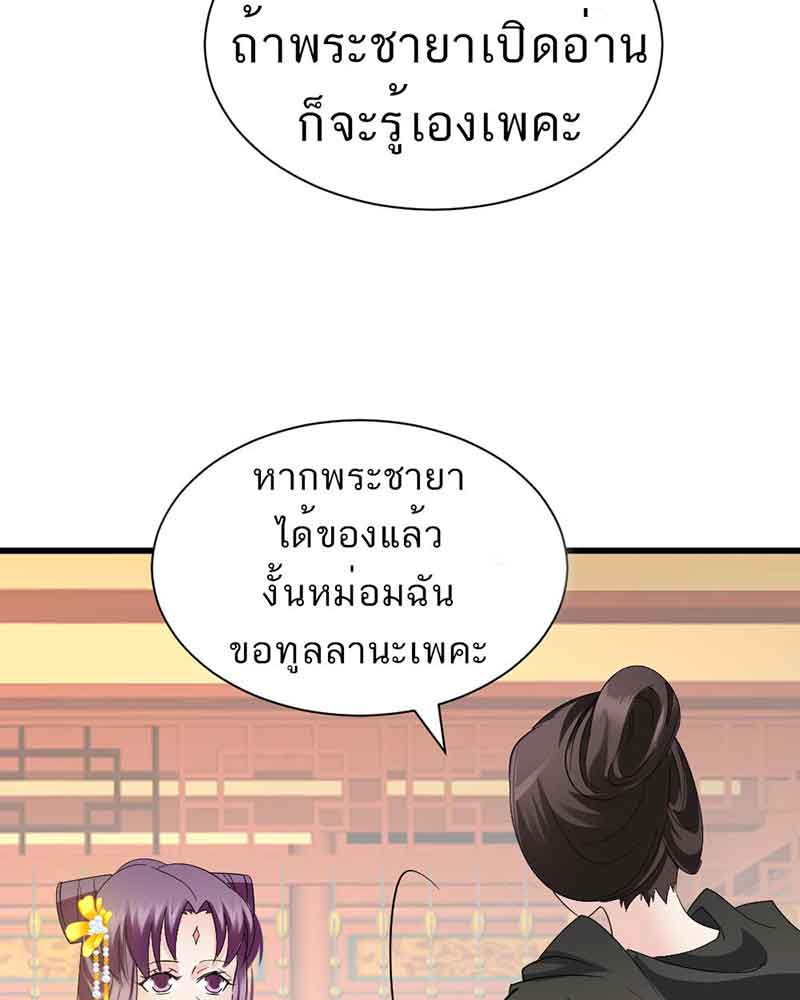 ถ้าพระชายาเปิดอ่าน
ก็จะรู้เองเพคะ
หากพระชายา
ได้ของแล้ว
งั้นหม่อมฉัน
ขอทูลลานะเพคะ